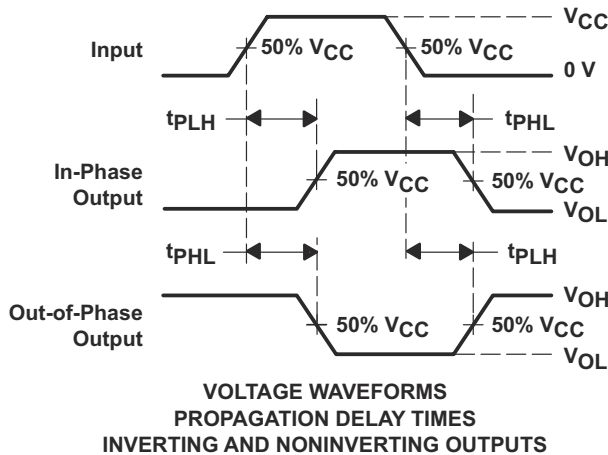 VCC
Input
50% VCC
50% VCC
0 V
tPLH
tPHL
In-Phase
Output
50% VCC
VOH
50% VCC
VOL
tPHL
tPLH
Out-of-Phase
Output
50% VCC
VOH
50% VCC
VOL
VOLTAGE WAVEFORMS
PROPAGATION DELAY TIMES
INVERTING AND NONINVERTING OUTPUTS